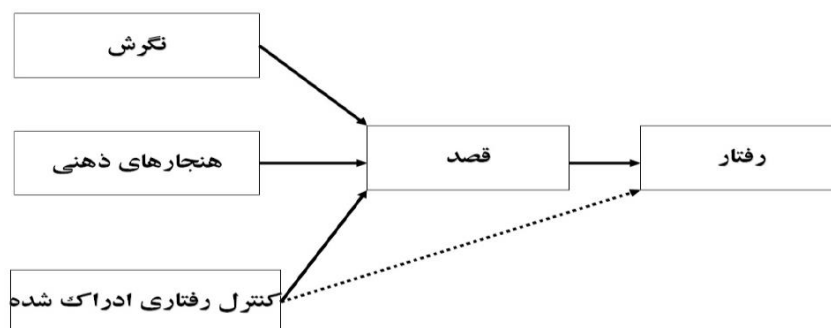 نگرش
هنجارهای ذهنی
قصد
رفتار
کنترل رفتاری ادراک شده